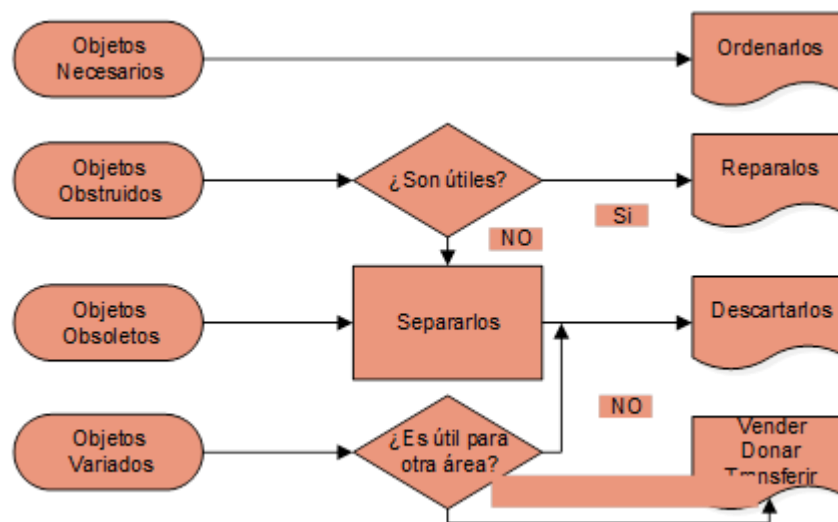 Objetos
Necesarios
Ordenarlos
Objetos
Obstruidos
¿Son útiles?
Reparalos
Si
NO
Objetos
Obsoletos
Separarlos
Descartarlos
NO
Objetos
Variados
¿Es útil para
otra área?
Vender
Donar
Transferir